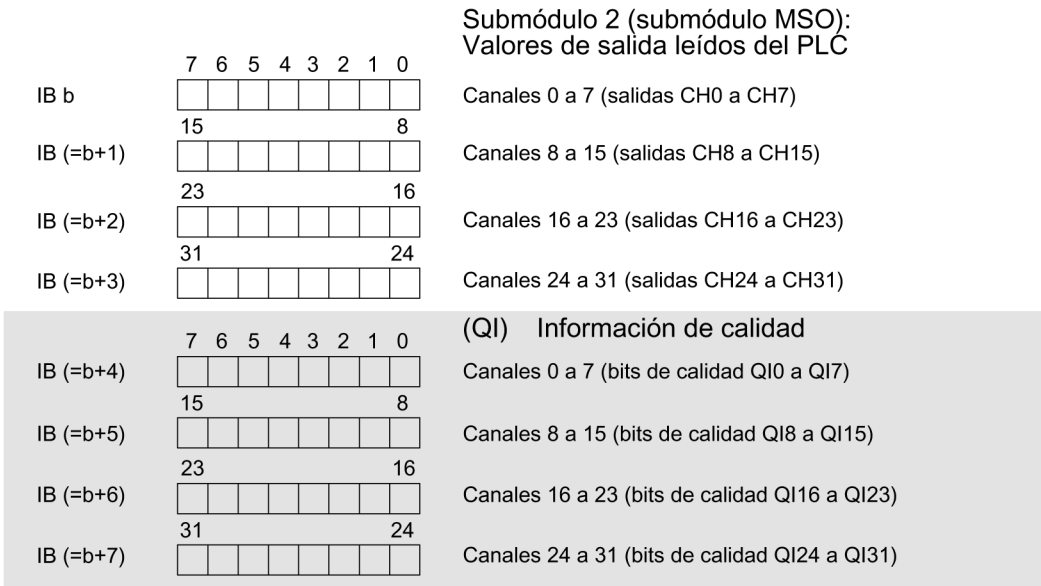 Submódulo 2 (submódulo MSO):
Valores de salida leídos del PLC
7 6 5 4 3 2 1 0
IB b Canales 0 a 7 (salidas CH0 a CH7)
15 8
IB (=b+1) Canales 8 a 15 (salidas CH8 a CH15)
23 16
IB (=b+2) Canales 16 a 23 (salidas CH16 a CH23)
31 24
IB (=b+3) Canales 24 a 31 (salidas CH24 a CH31)
(QI) Información de calidad
7 6 5 4 3 2 1 0
IB (=b+4) Canales 0 a 7 (bits de calidad QI0 a QI7)
15 8
IB (=b+5) Canales 8 a 15 (bits de calidad QI8 a QI15)
23 16
IB (=b+6) Canales 16 a 23 (bits de calidad QI16 a QI23)
31 24
IB (=b+7) Canales 24 a 31 (bits de calidad QI24 a QI31)